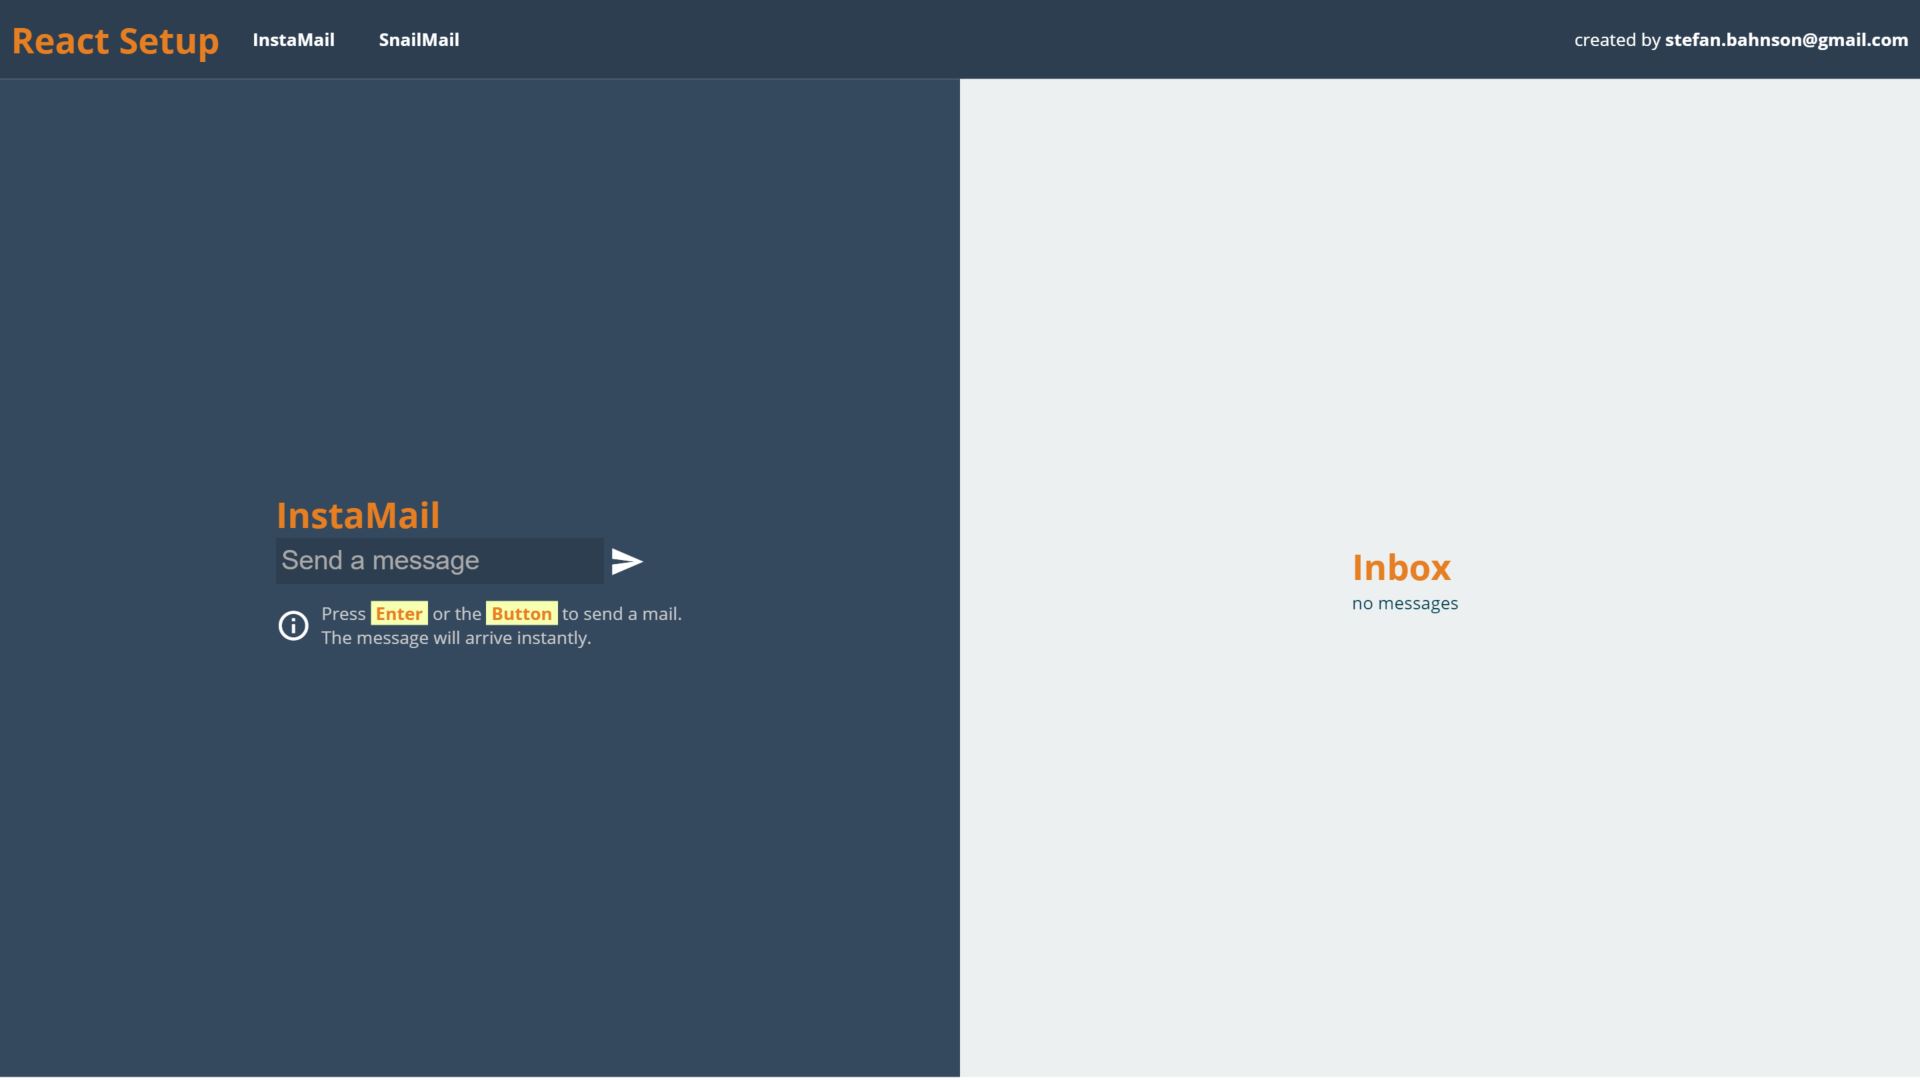 React Setup InstaMail SnailMail created by stefan.bahnson@gmail.com
InstaMail
Send a message
Press Enter or the Button to send a mail.
The message will arrive instantly.
Inbox
no messages